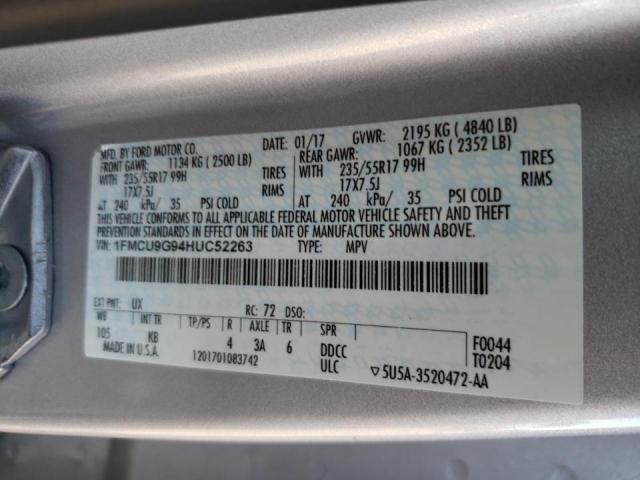 MFD. BY FORD MOTOR CO.
DATE: 01/17 GVWR: 2195 KG ( 4840 LB)
FRONT GAWR: 1134 KG ( 2500 LB)
REAR GAWR: 1067 KG ( 2352 LB)
WITH 235/55R17 99H TIRES
WITH 235/55R17 99H TIRES
17X7.5J RIMS
17X7.5J RIMS
AT 240 kPa/ 35 PSI COLD
AT 240 kPa/ 35 PSI COLD
THIS VEHICLE CONFORMS TO ALL APPLICABLE FEDERAL MOTOR VEHICLE SAFETY AND THEFT
PREVENTION STANDARDS IN EFFECT ON THE DATE OF MANUFACTURE SHOWN ABOVE.
VIN: 1FMCU9G94HUC52263 TYPE: MPV
EXT PNT: UX RC: 72 DSO:
WB INT TR TP/PS R AXLE TR SPR
105 KB 4 3A 6 DDCC F0044
MADE IN U.S.A. 1201701083742 ULC T0204
▽5U5A-3520472-AA